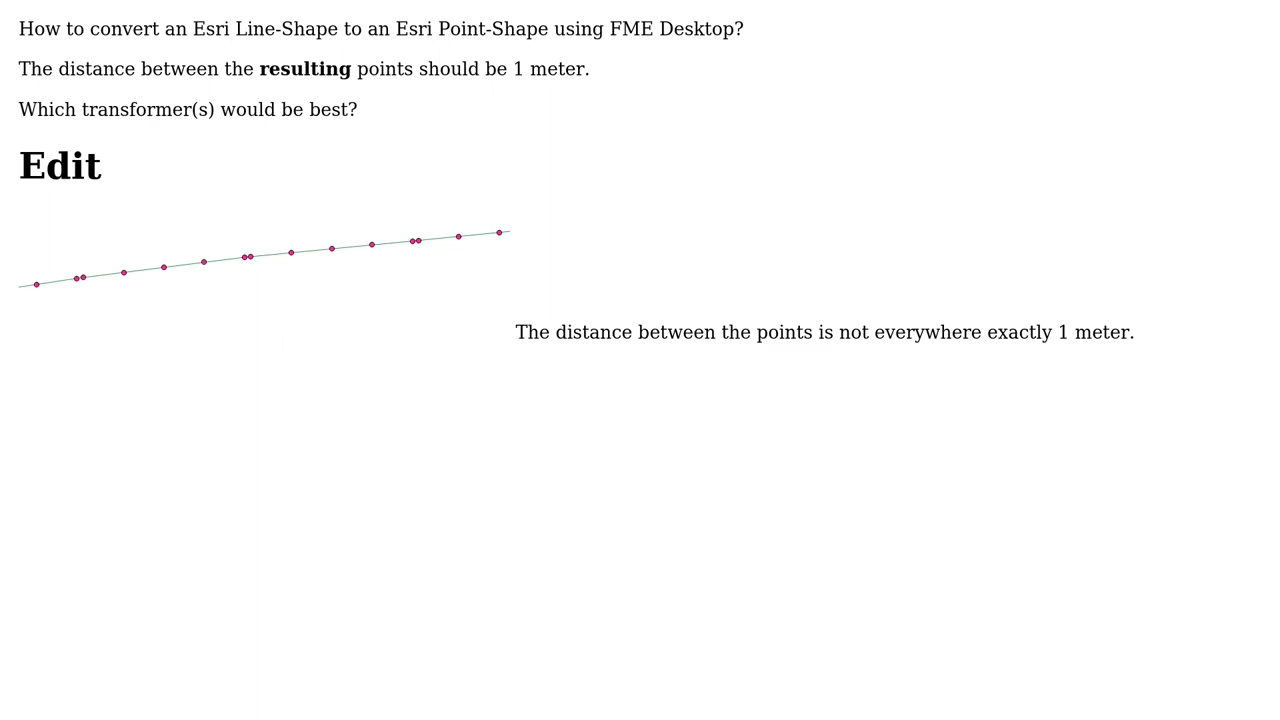 How to convert an Esri Line-Shape to an Esri Point-Shape using FME Desktop?
The distance between the resulting points should be 1 meter.
Which transformer(s) would be best?
Edit
The distance between the points is not everywhere exactly 1 meter.